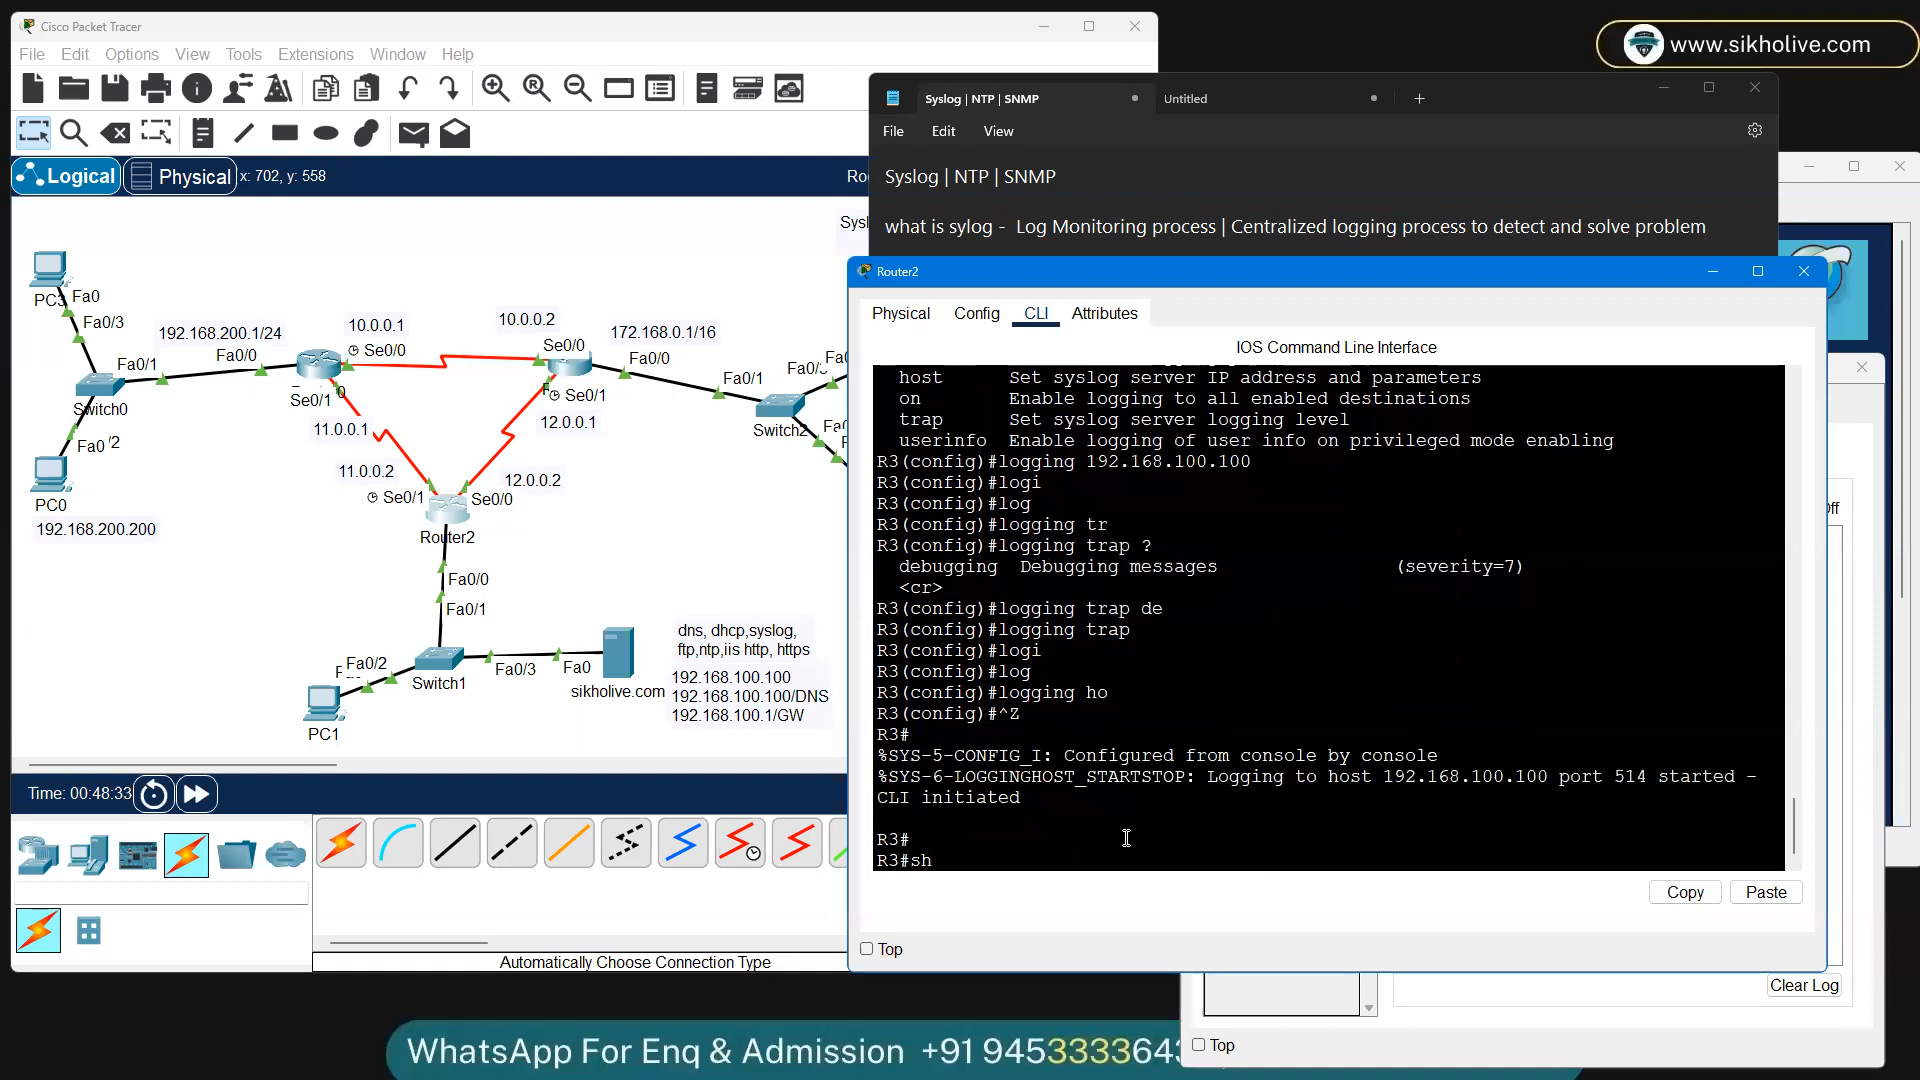 Cisco Packet Tracer
File Edit Options View Tools Extensions Window Help
www.sikholive.com
Syslog | NTP | SNMP
Untitled
File Edit View
Logical
Physical
x: 702, y: 558
Syslog | NTP | SNMP
what is sylog - Log Monitoring process | Centralized logging process to detect and solve problem
PC3
Fa0
Fa0/3
192.168.200.1/24
Fa0/1
Fa0/0
Switch0
PC0
192.168.200.200
10.0.0.1
Se0/0
Se0/1
11.0.0.1
10.0.0.2
Se0/0
172.168.0.1/16
Fa0/0
Se0/1
12.0.0.1
Fa0/1
Switch2
11.0.0.2
Se0/1
12.0.0.2
Se0/0
Router2
Fa0/0
Fa0/1
Fa0/2
Switch1
Fa0/3
Fa0
PC1
sikholive.com
dns, dhcp,syslog,
ftp,ntp,iis http, https
192.168.100.100
192.168.100.100/DNS
192.168.100.1/GW
Time: 00:48:33
Automatically Choose Connection Type
Router2
Physical Config CLI Attributes
IOS Command Line Interface
host Set syslog server IP address and parameters
on Enable logging to all enabled destinations
trap Set syslog server logging level
userinfo Enable logging of user info on privileged mode enabling
R3(config)#logging 192.168.100.100
R3(config)#logi
R3(config)#log
R3(config)#logging tr
R3(config)#logging trap ?
debugging Debugging messages (severity=7)
<cr>
R3(config)#logging trap de
R3(config)#logging trap
R3(config)#logi
R3(config)#log
R3(config)#logging ho
R3(config)#^Z
R3#
%SYS-5-CONFIG_I: Configured from console by console
%SYS-6-LOGGINGHOST_STARTSTOP: Logging to host 192.168.100.100 port 514 started -
CLI initiated
R3#
R3#sh
Copy Paste
Top
Clear Log
Top
WhatsApp For Enq & Admission +91 945333364